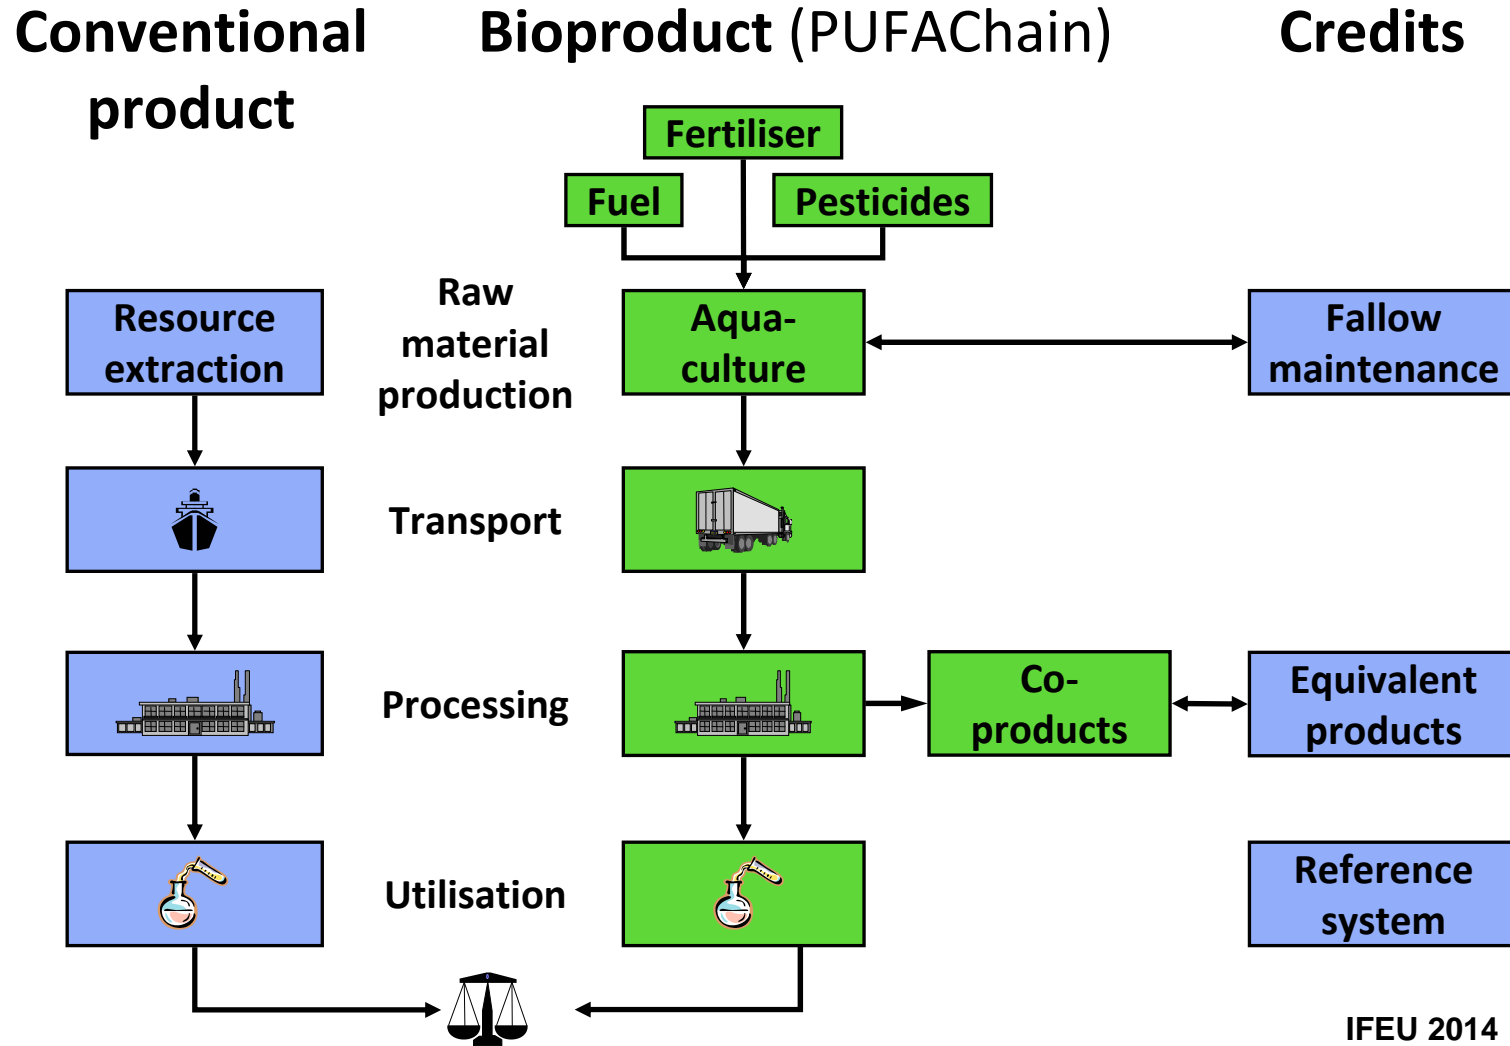 Conventional
product
Bioproduct (PUFAChain)
Credits
Fertiliser
Fuel
Pesticides
Resource
extraction
Raw
material
production
Aqua-
culture
Fallow
maintenance
Transport
Processing
Co-
products
Equivalent
products
Utilisation
Reference
system
IFEU 2014